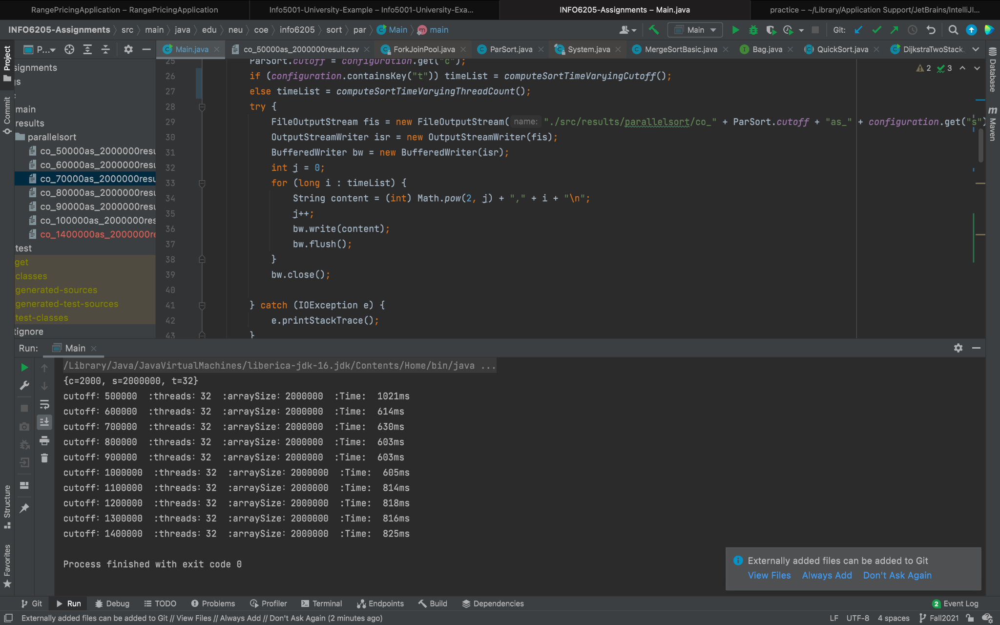 RangePricingApplication – RangePricingApplication
Info5001-University-Example – Info5001-University-Exa...
INFO6205-Assignments – Main.java
practice – ~/Library/Application Support/JetBrains/IntelliJI...
INFO6205-Assignments src main java edu neu coe info6205 sort par Main main
Main Git:
Project P...
Main.java co_50000as_2000000result.csv ForkJoinPool.java ParSort.java System.java MergeSortBasic.java Bag.java QuickSort.java DijkstraTwoStack
signments
gs
main
results
parallelsort
co_50000as_2000000resu
co_60000as_2000000resu
co_70000as_2000000resu
co_80000as_2000000resu
co_90000as_2000000resu
co_100000as_2000000res
co_1400000as_2000000re
test
get
classes
generated-sources
generated-test-sources
test-classes
tignore
Commit
Structure
Favorites
Database
Maven
2 3
25 ParSort.cutoff = configuration.get("c");
26 if (configuration.containsKey("t")) timeList = computeSortTimeVaryingCutoff();
27 else timeList = computeSortTimeVaryingThreadCount();
28 try {
29 FileOutputStream fis = new FileOutputStream( name: "./src/results/parallelsort/co_" + ParSort.cutoff + "as_" + configuration.get("s")
30 OutputStreamWriter isr = new OutputStreamWriter(fis);
31 BufferedWriter bw = new BufferedWriter(isr);
32 int j = 0;
33 for (long i : timeList) {
34 String content = (int) Math.pow(2, j) + "," + i + "\n";
35 j++;
36 bw.write(content);
37 bw.flush();
38 }
39 bw.close();
40
41 } catch (IOException e) {
42 e.printStackTrace();
43 }
Run: Main
/Library/Java/JavaVirtualMachines/liberica-jdk-16.jdk/Contents/Home/bin/java ...
{c=2000, s=2000000, t=32}
cutoff: 500000 :threads: 32 :arraySize: 2000000 :Time: 1021ms
cutoff: 600000 :threads: 32 :arraySize: 2000000 :Time: 614ms
cutoff: 700000 :threads: 32 :arraySize: 2000000 :Time: 630ms
cutoff: 800000 :threads: 32 :arraySize: 2000000 :Time: 603ms
cutoff: 900000 :threads: 32 :arraySize: 2000000 :Time: 603ms
cutoff: 1000000 :threads: 32 :arraySize: 2000000 :Time: 605ms
cutoff: 1100000 :threads: 32 :arraySize: 2000000 :Time: 814ms
cutoff: 1200000 :threads: 32 :arraySize: 2000000 :Time: 818ms
cutoff: 1300000 :threads: 32 :arraySize: 2000000 :Time: 816ms
cutoff: 1400000 :threads: 32 :arraySize: 2000000 :Time: 825ms
Process finished with exit code 0
Externally added files can be added to Git
View Files Always Add Don't Ask Again
Git Run Debug TODO Problems Profiler Terminal Endpoints Build Dependencies 2 Event Log
Externally added files can be added to Git // View Files // Always Add // Don't Ask Again (2 minutes ago) LF UTF-8 4 spaces Fall2021